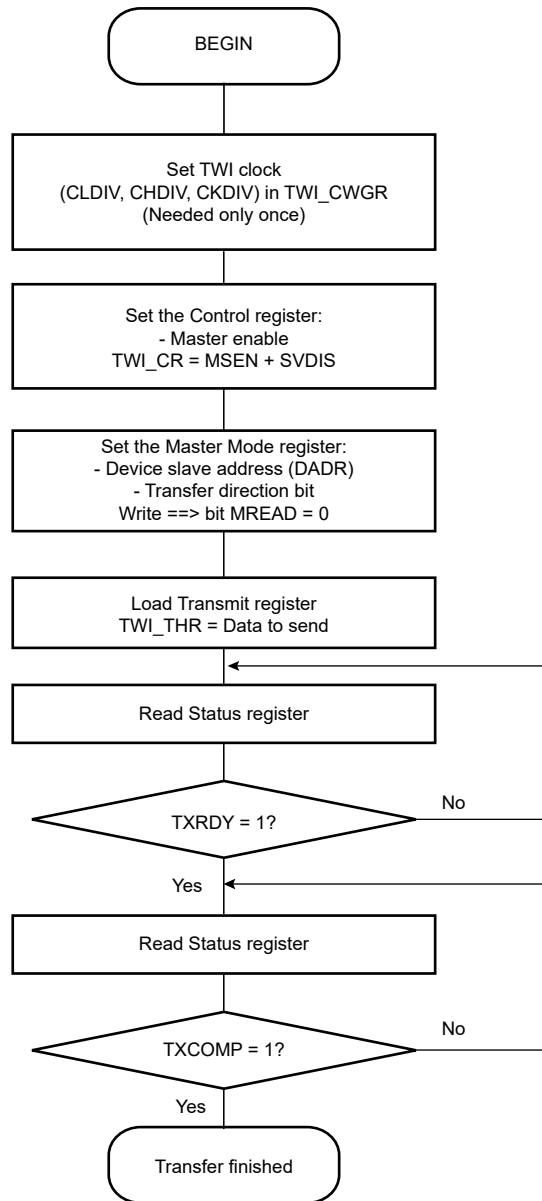 BEGIN
Set TWI clock
(CLDIV, CHDIV, CKDIV) in TWI_CWGR
(Needed only once)
Set the Control register:
- Master enable
TWI_CR = MSEN + SVDIS
Set the Master Mode register:
- Device slave address (DADR)
- Transfer direction bit
Write ==> bit MREAD = 0
Load Transmit register
TWI_THR = Data to send
Read Status register
TXRDY = 1?
No
Yes
Read Status register
TXCOMP = 1?
No
Yes
Transfer finished